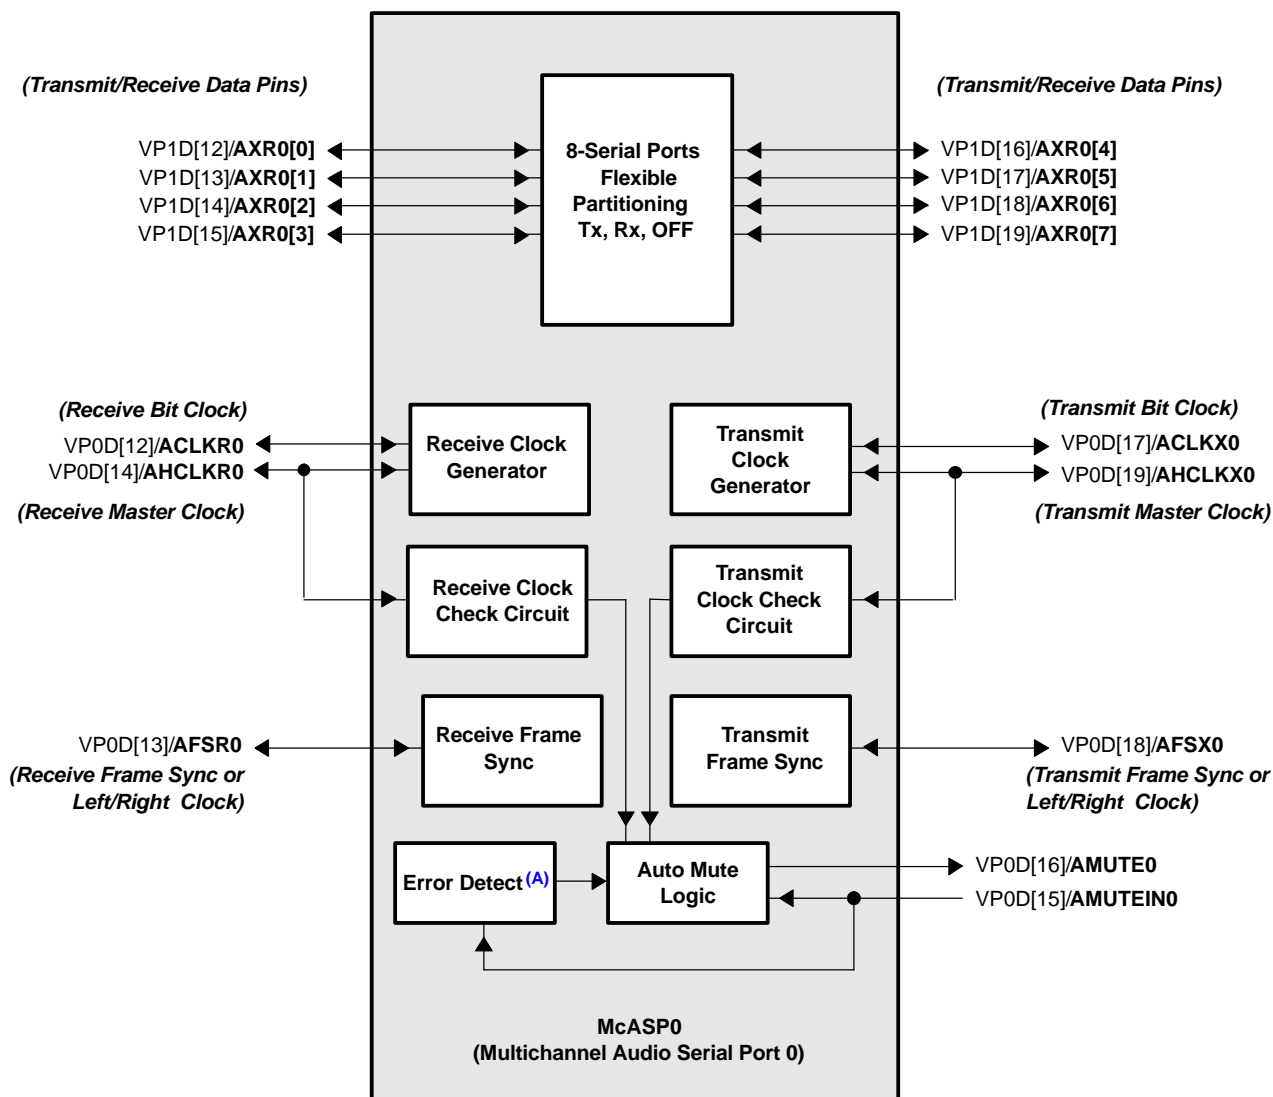 (Transmit/Receive Data Pins)
VP1D[12]/AXR0[0]
VP1D[13]/AXR0[1]
VP1D[14]/AXR0[2]
VP1D[15]/AXR0[3]
8-Serial Ports
Flexible
Partitioning
Tx, Rx, OFF
(Transmit/Receive Data Pins)
VP1D[16]/AXR0[4]
VP1D[17]/AXR0[5]
VP1D[18]/AXR0[6]
VP1D[19]/AXR0[7]
(Receive Bit Clock)
VP0D[12]/ACLKR0
VP0D[14]/AHCLKR0
(Receive Master Clock)
Receive Clock
Generator
Transmit
Clock
Generator
(Transmit Bit Clock)
VP0D[17]/ACLKX0
VP0D[19]/AHCLKX0
(Transmit Master Clock)
Receive Clock
Check Circuit
Transmit
Clock Check
Circuit
VP0D[13]/AFSR0
(Receive Frame Sync or
Left/Right Clock)
Receive Frame
Sync
Transmit
Frame Sync
VP0D[18]/AFSX0
(Transmit Frame Sync or
Left/Right Clock)
Error Detect (A)
Auto Mute
Logic
VP0D[16]/AMUTE0
VP0D[15]/AMUTEIN0
McASP0
(Multichannel Audio Serial Port 0)